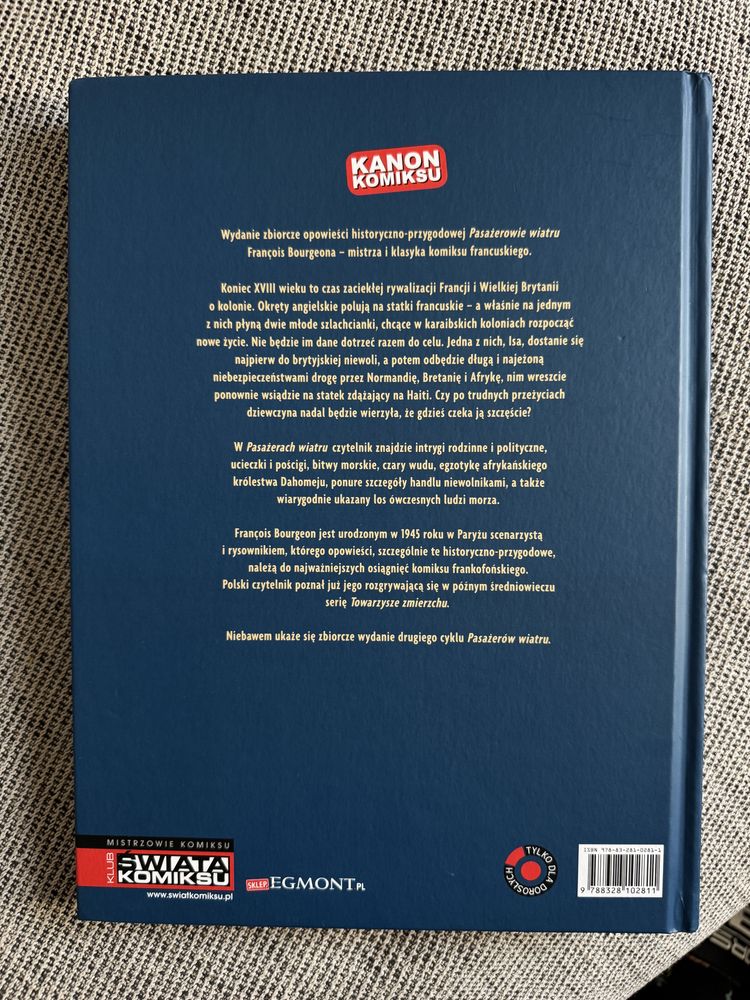 KANON
KOMIKSU
Wydanie zbiorcze opowieści historyczno-przygodowej Pasażerowie wiatru
François Bourgeona – mistrza i klasyka komiksu francuskiego.
Koniec XVIII wieku to czas zaciekłej rywalizacji Francji i Wielkiej Brytanii
o kolonie. Okręty angielskie polują na statki francuskie – a właśnie na jednym
z nich płyną dwie młode szlachcianki, chcące w karaibskich koloniach rozpocząć
nowe życie. Nie będzie im dane dotrzeć razem do celu. Jedna z nich, Isa, dostanie się
najpierw do brytyjskiej niewoli, a potem odbędzie długą i najeżoną
niebezpieczeństwami drogę przez Normandię, Bretanię i Afrykę, nim wreszcie
ponownie wsiądzie na statek zdążający na Haiti. Czy po trudnych przeżyciach
dziewczyna nadal będzie wierzyła, że gdzieś czeka ją szczęście?
W Pasażerach wiatru czytelnik znajdzie intrygi rodzinne i polityczne,
ucieczki i pościgi, bitwy morskie, czary wudu, egzotykę afrykańskiego
królestwa Dahomeju, ponure szczegóły handlu niewolnikami, a także
wiarygodnie ukazany los ówczesnych ludzi morza.
François Bourgeon jest urodzonym w 1945 roku w Paryżu scenarzystą
i rysownikiem, którego opowieści, szczególnie te historyczno-przygodowe,
należą do najważniejszych osiągnięć komiksu frankofońskiego.
Polski czytelnik poznał już jego rozgrywającą się w późnym średniowieczu
serię Towarzysze zmierzchu.
Niebawem ukaże się zbiorcze wydanie drugiego cyklu Pasażerów wiatru.
MISTRZOWIE KOMIKSU
KLUB
ŚWIATA
KOMIKSU
www.swiatkomiksu.pl
SKLEP.EGMONT.PL
TYLKO DLA DOROSŁYCH
ISBN 978-83-281-0281-1
9 788328 102811